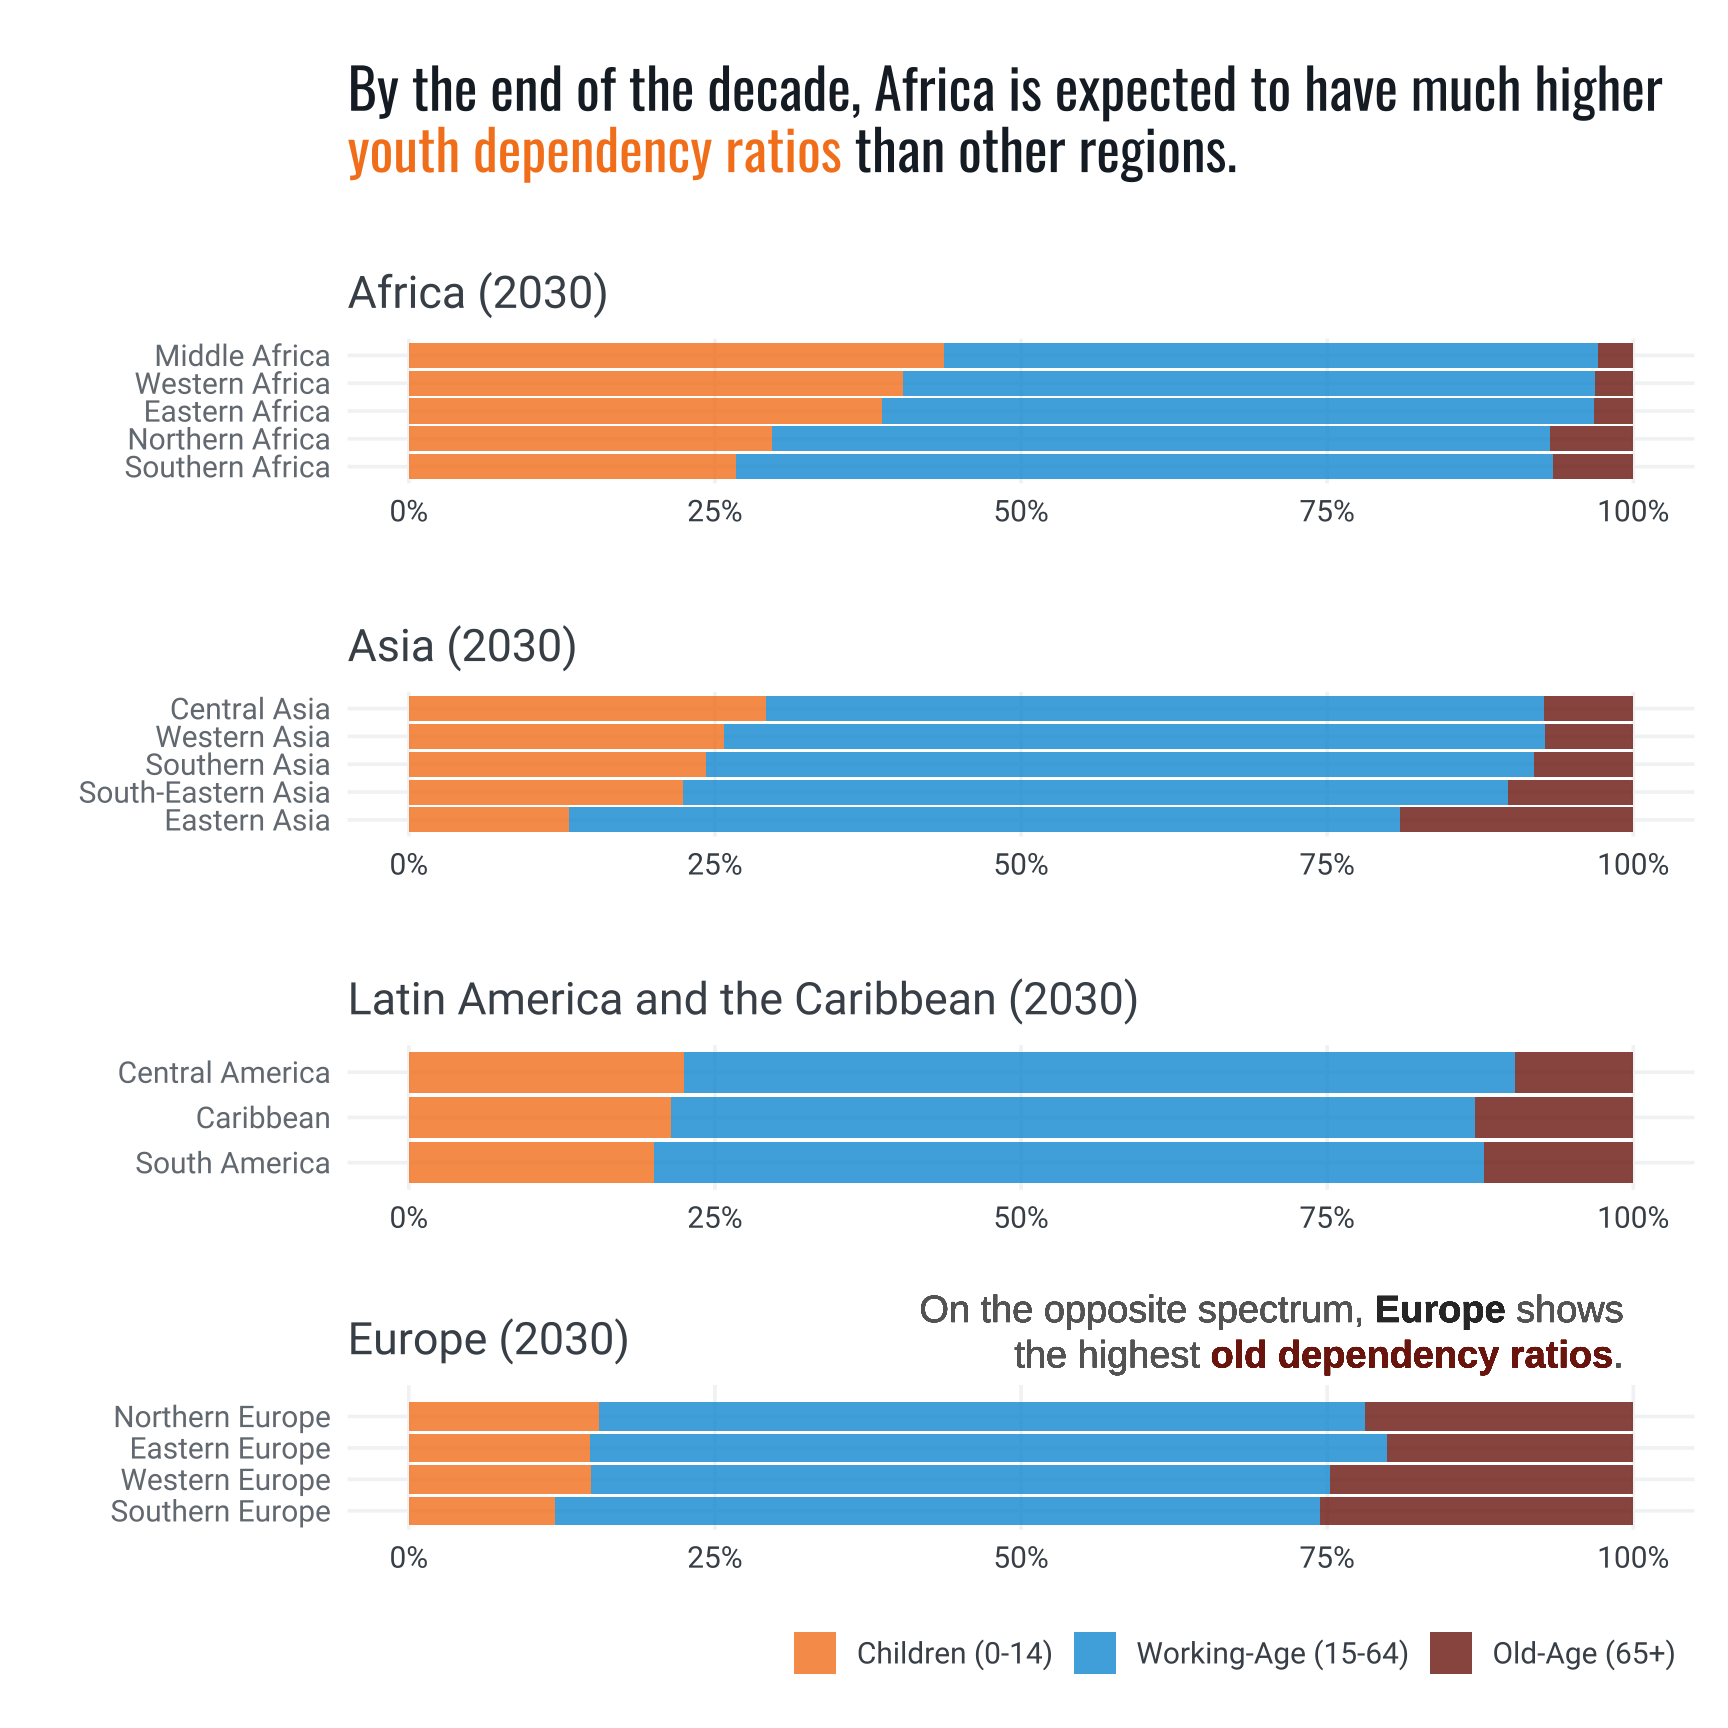 By the end of the decade, Africa is expected to have much higher
youth dependency ratios than other regions.
Africa (2030)
Middle Africa
Western Africa
Eastern Africa
Northern Africa
Southern Africa
0% 25% 50% 75% 100%
Asia (2030)
Central Asia
Western Asia
Southern Asia
South-Eastern Asia
Eastern Asia
0% 25% 50% 75% 100%
Latin America and the Caribbean (2030)
Central America
Caribbean
South America
0% 25% 50% 75% 100%
On the opposite spectrum, Europe shows
the highest old dependency ratios.
Europe (2030)
Northern Europe
Eastern Europe
Western Europe
Southern Europe
0% 25% 50% 75% 100%
Children (0-14) Working-Age (15-64) Old-Age (65+)